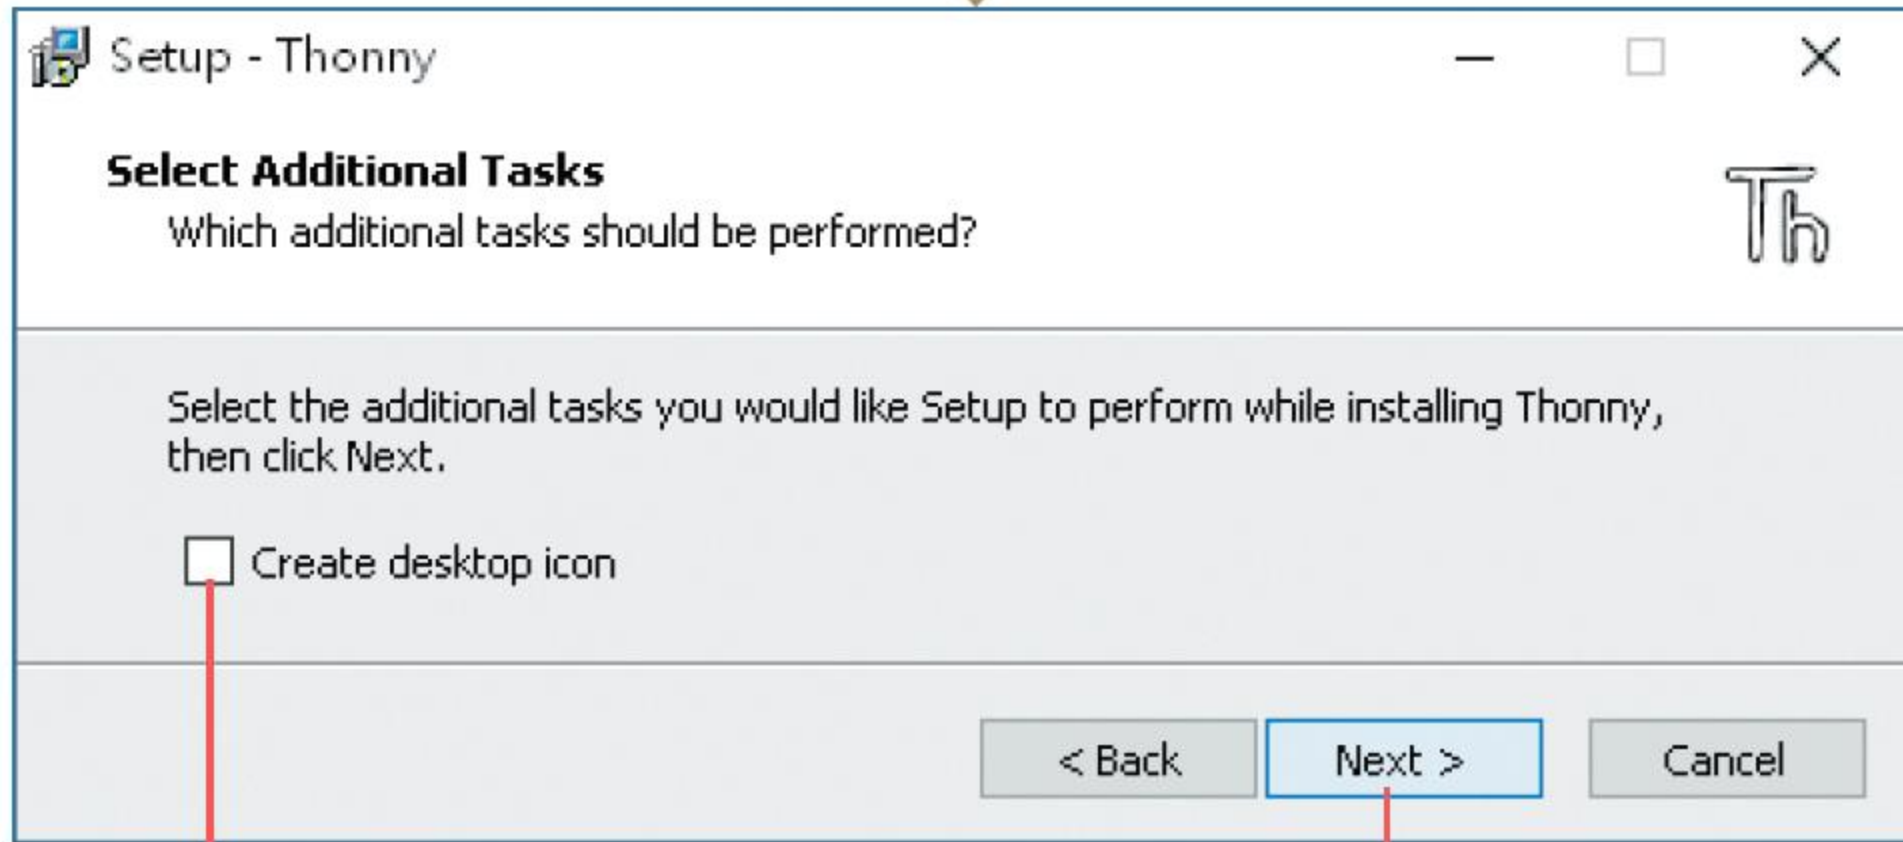 Setup - Thonny
Select Additional Tasks
Which additional tasks should be performed?
Th
Select the additional tasks you would like Setup to perform while installing Thonny,
then click Next.
Create desktop icon
< Back
Next >
Cancel